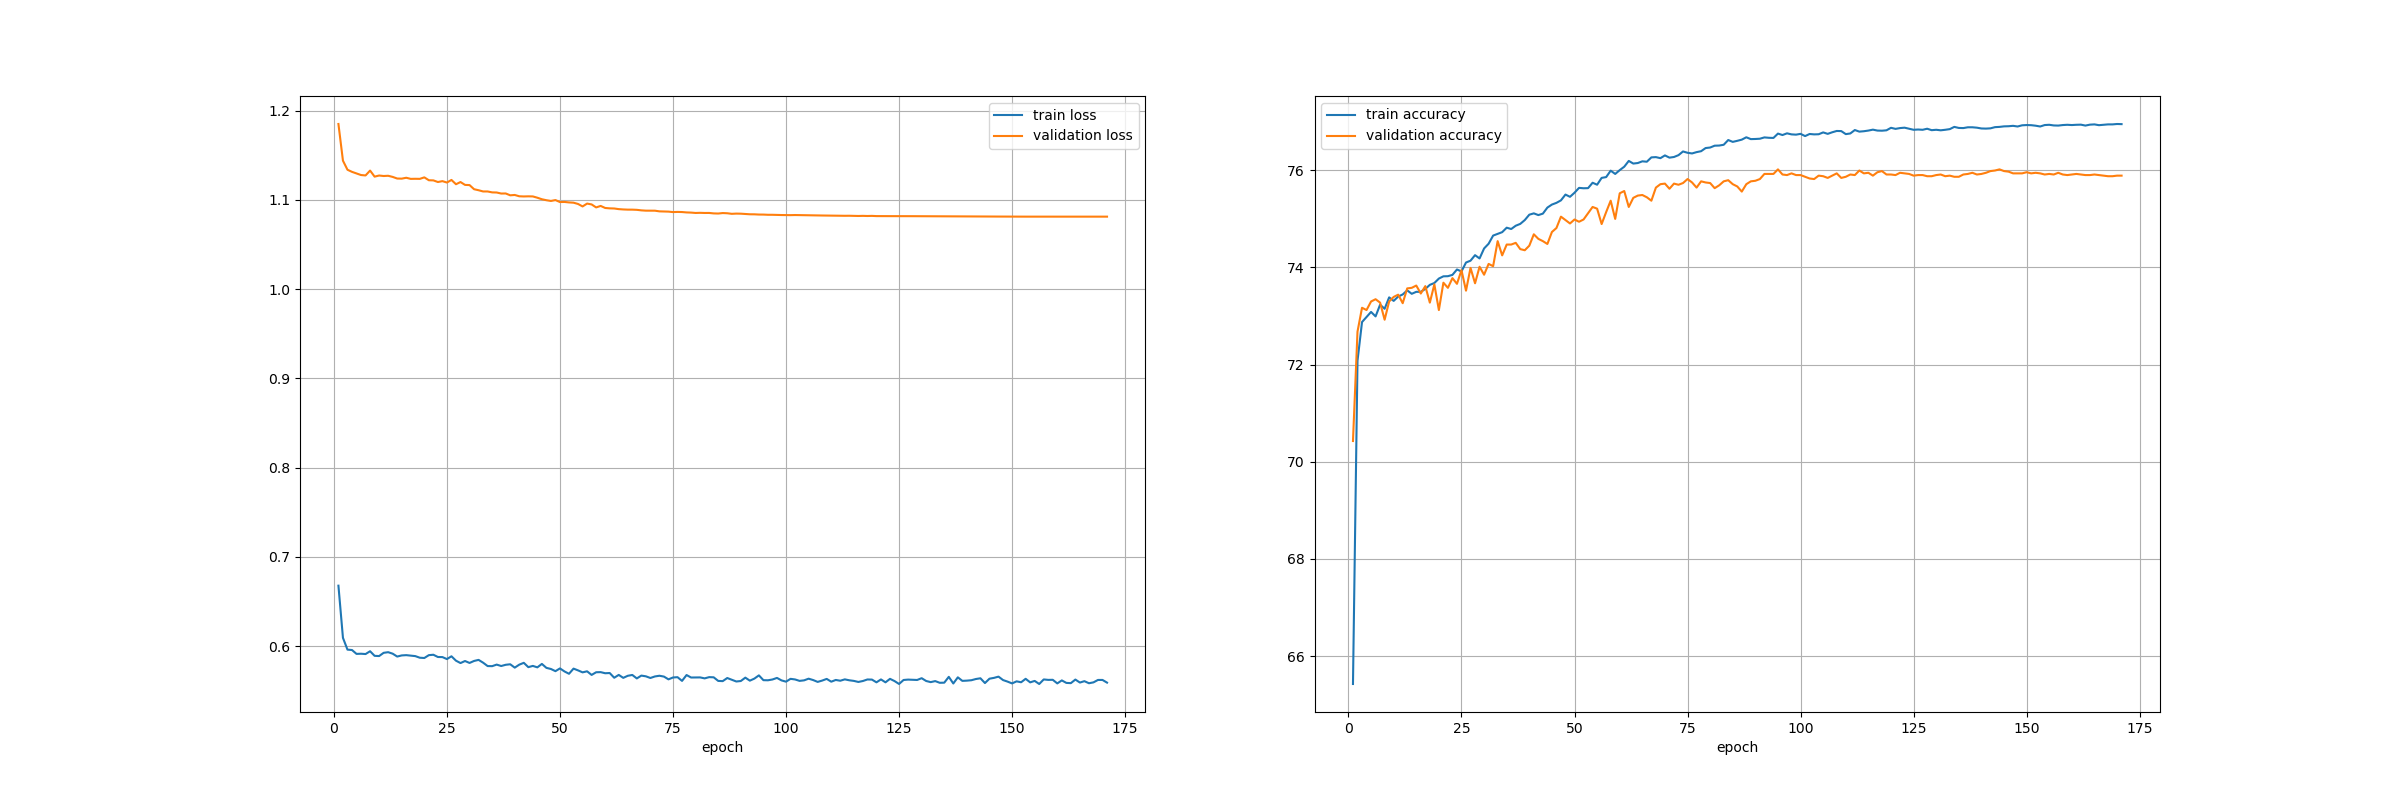 1.2
1.1
1.0
0.9
0.8
0.7
0.6
0 25 50 75 100 125 150 175
epoch
train loss
validation loss
76
74
72
70
68
66
0 25 50 75 100 125 150 175
epoch
train accuracy
validation accuracy